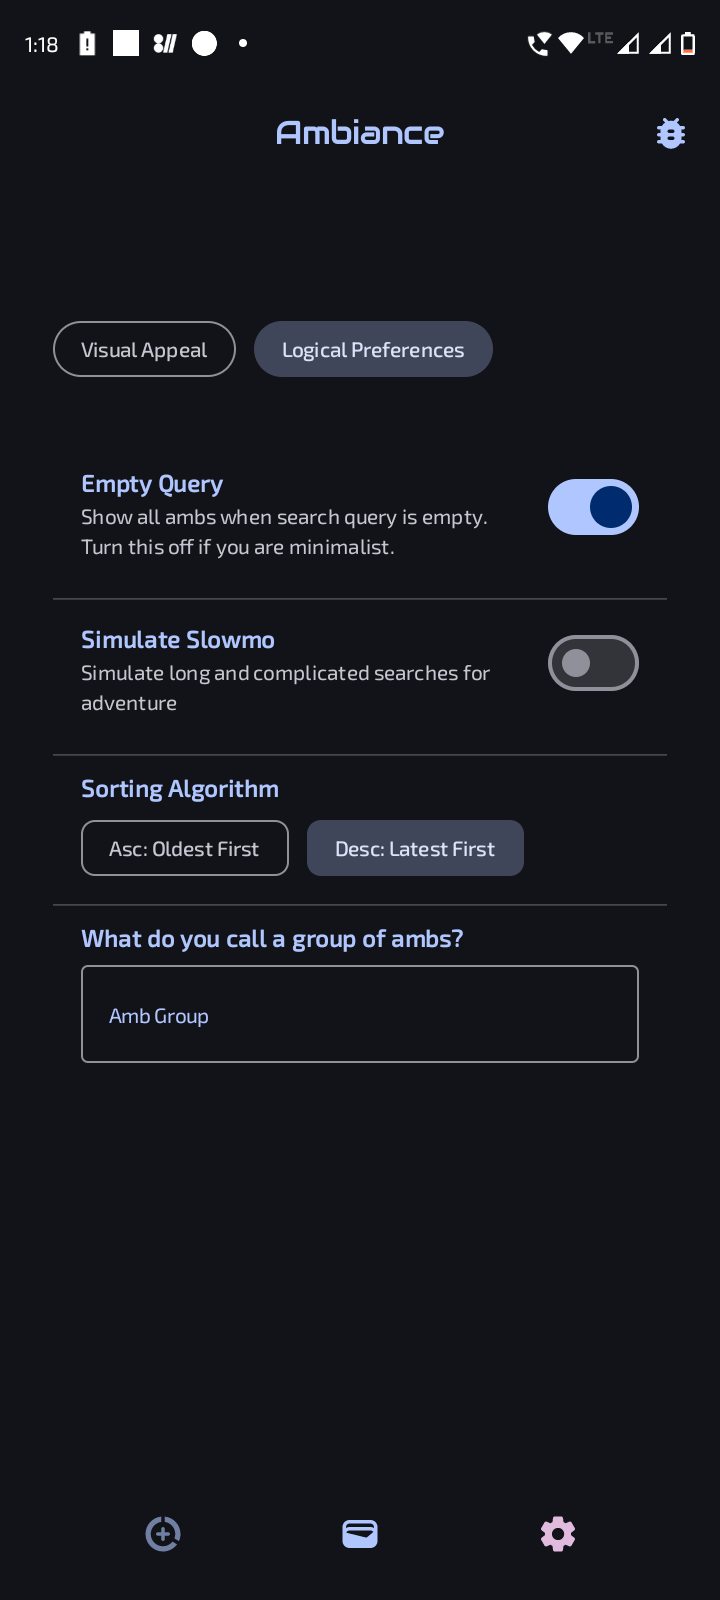 1:18
LTE
Ambiance
Visual Appeal
Logical Preferences
Empty Query
Show all ambs when search query is empty.
Turn this off if you are minimalist.
Simulate Slowmo
Simulate long and complicated searches for
adventure
Sorting Algorithm
Asc: Oldest First
Desc: Latest First
What do you call a group of ambs?
Amb Group